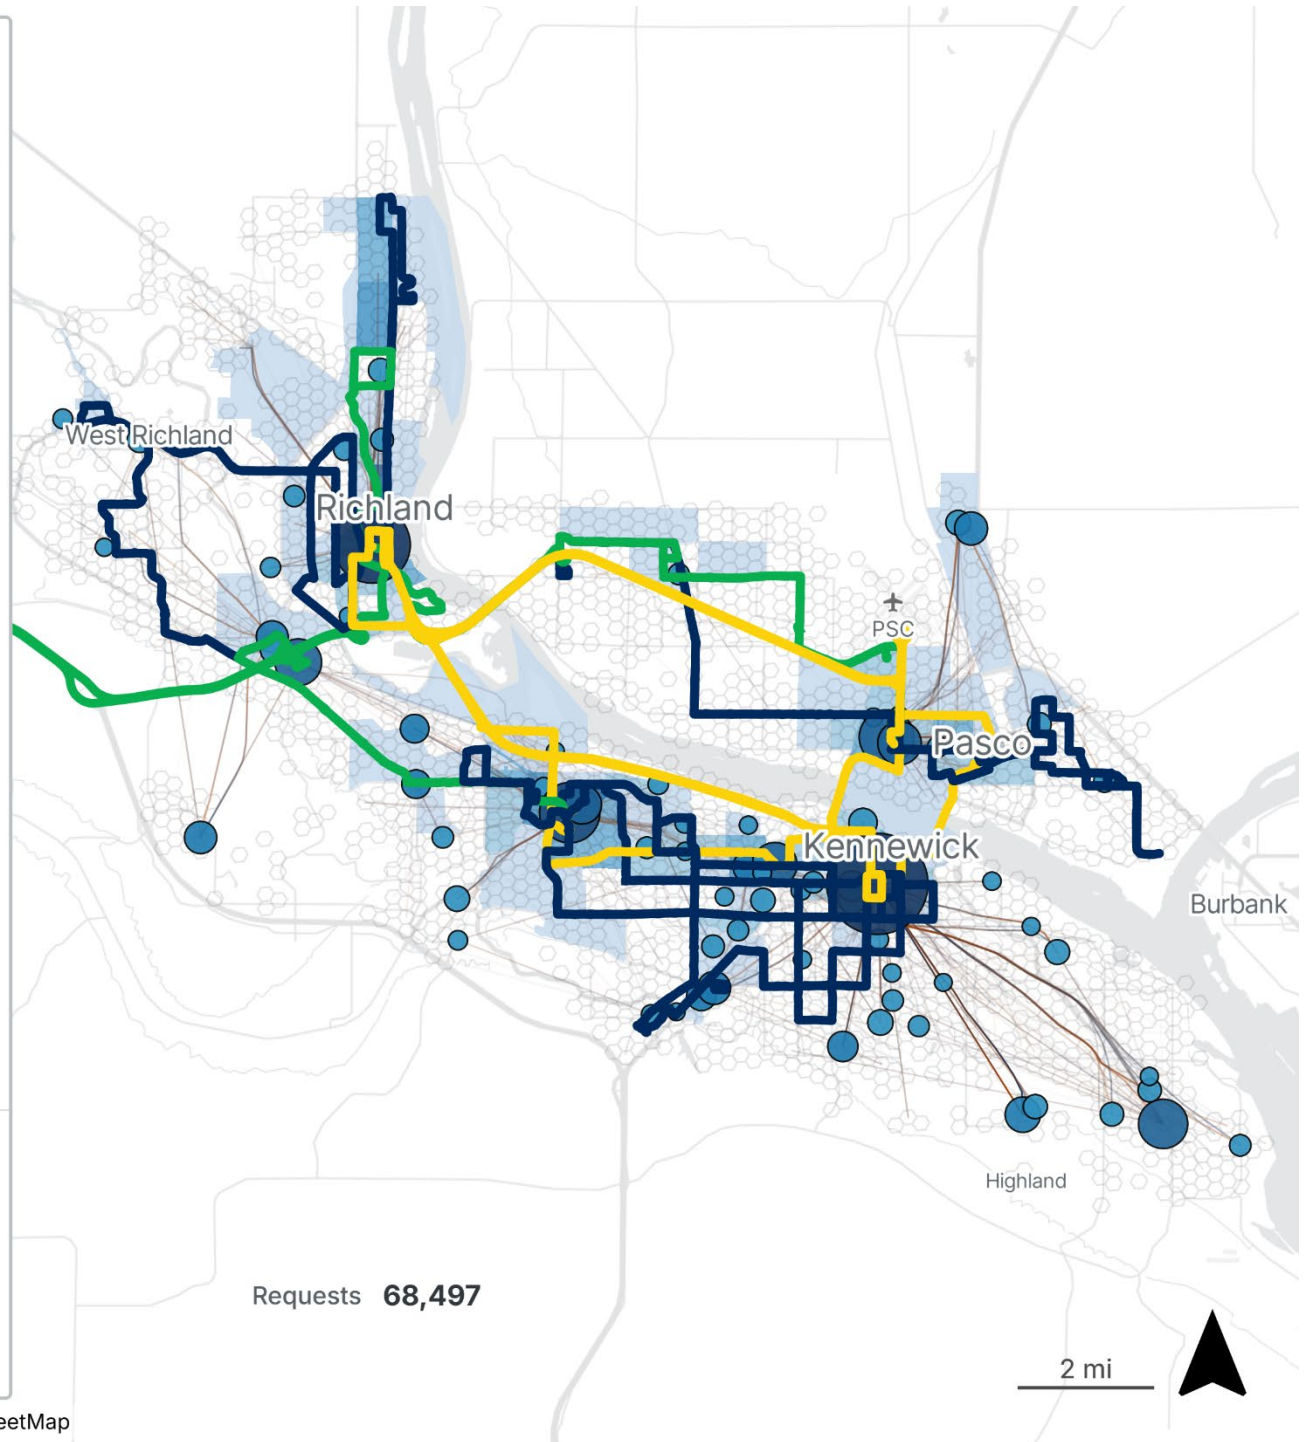 West Richland
Richland
PSC
Pasco
Kennewick
Burbank
Highland
Requests 68,497
2 mi
eetMap